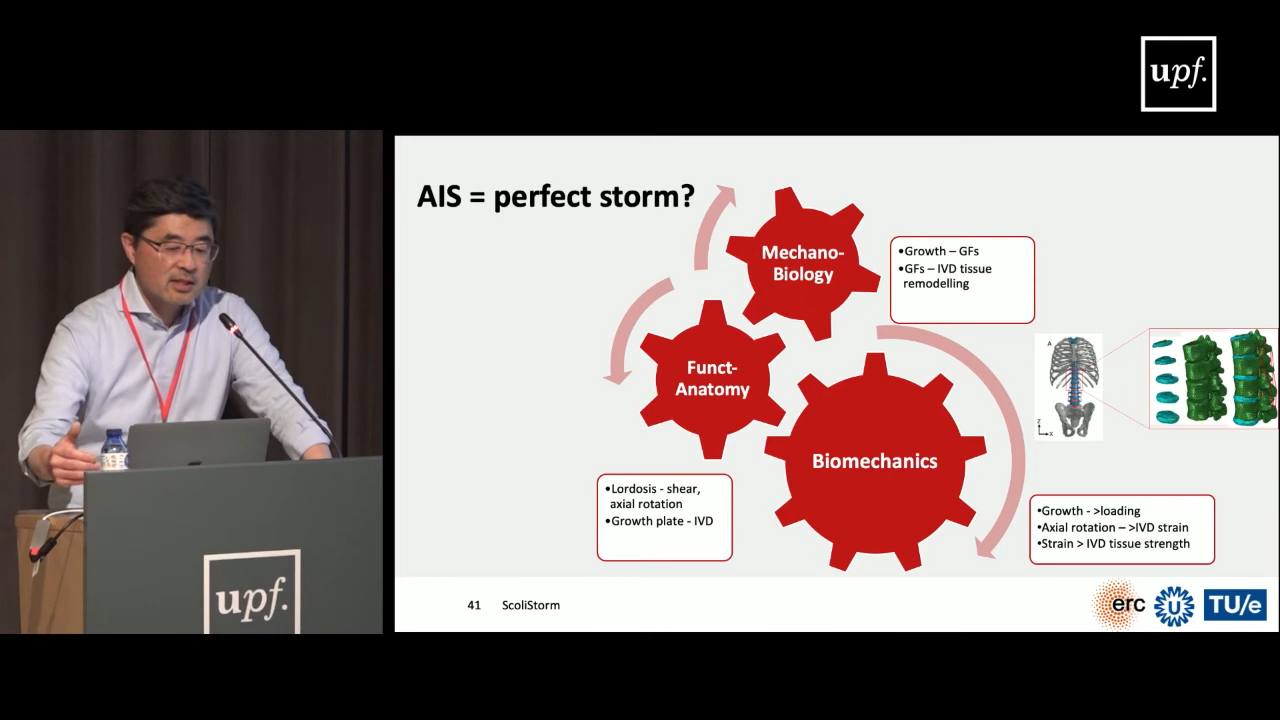 upf.
AIS = perfect storm?
Mechano-
Biology
•Growth – GFs
•GFs – IVD tissue
remodelling
Funct-
Anatomy
Biomechanics
A
Z
X
•Lordosis - shear,
axial rotation
•Growth plate - IVD
•Growth - >loading
•Axial rotation – >IVD strain
•Strain > IVD tissue strength
41 ScoliStorm
erc
U
TU/e
upf.